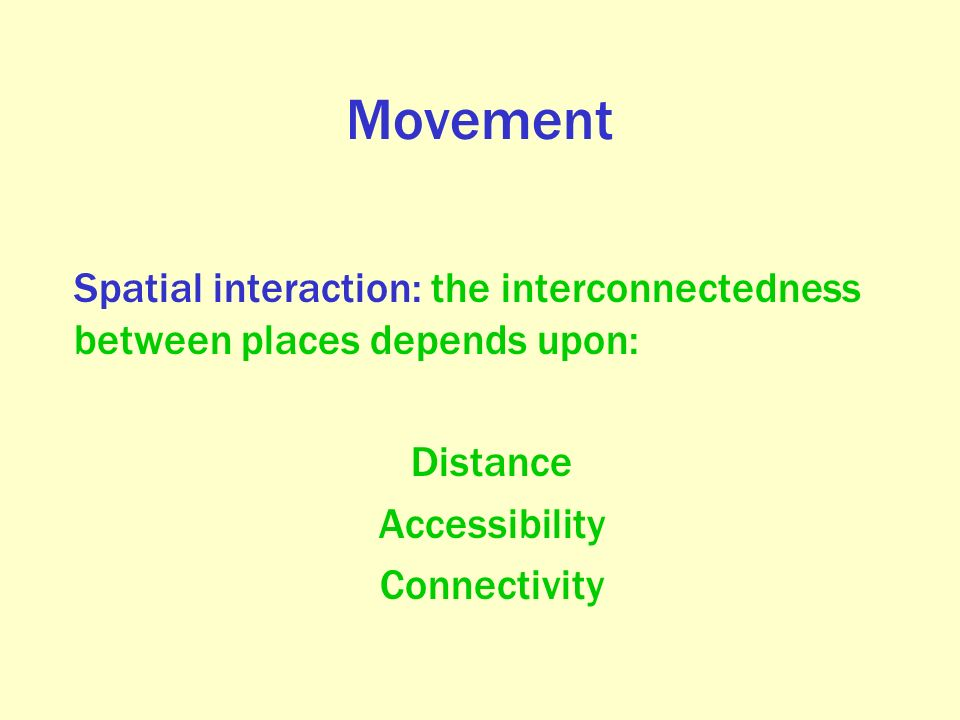 Movement
Spatial interaction: the interconnectedness
between places depends upon:
Distance
Accessibility
Connectivity